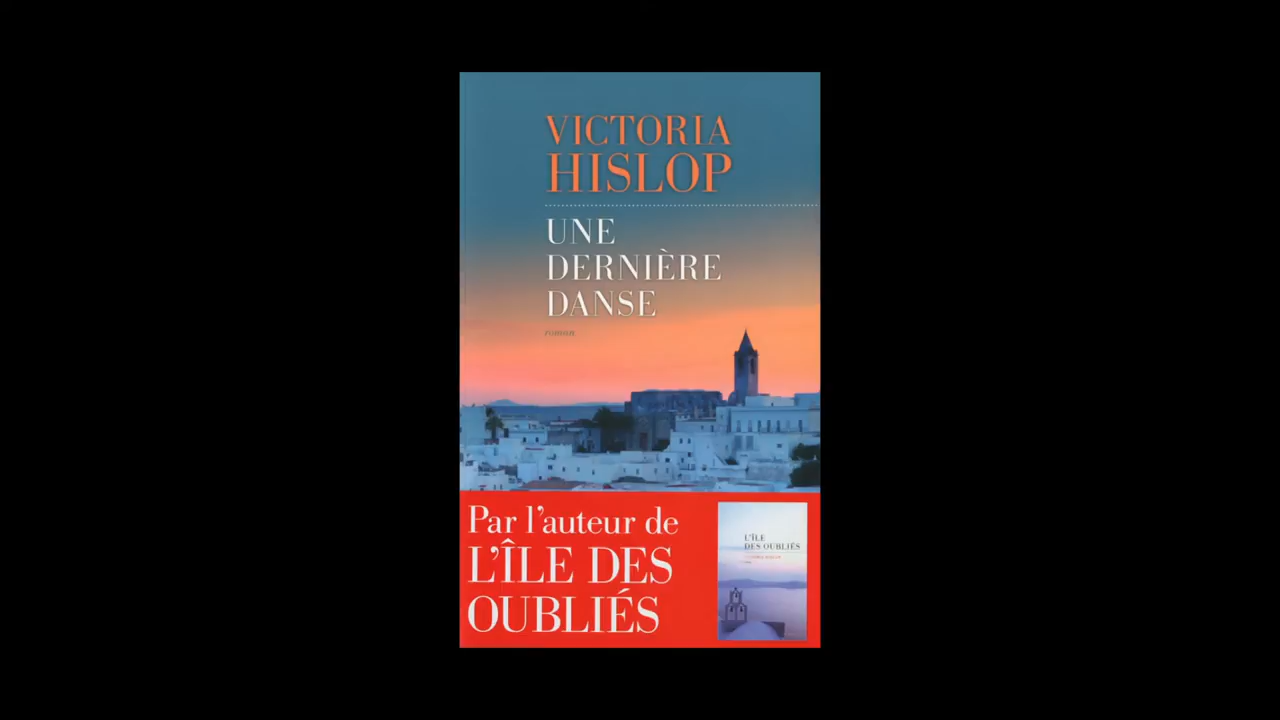 VICTORIA
HISLOP
UNE
DERNIÈRE
DANSE
roman
Par l'auteur de
L'ÎLE DES
OUBLIÉS
L'ÎLE
DES OUBLIÉS